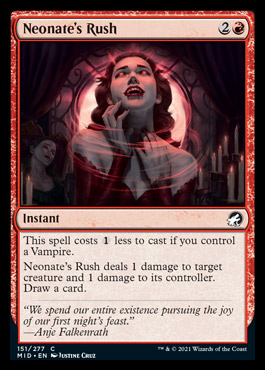 Neonate's Rush 2
Instant
This spell costs 1 less to cast if you control
a Vampire.
Neonate's Rush deals 1 damage to target
creature and 1 damage to its controller.
Draw a card.
"We spend our entire existence pursuing the joy
of our first night's feast."
—Anje Falkenrath
151/277 C
MID • EN JUSTINE CRUZ
™ & © 2021 Wizards of the Coast